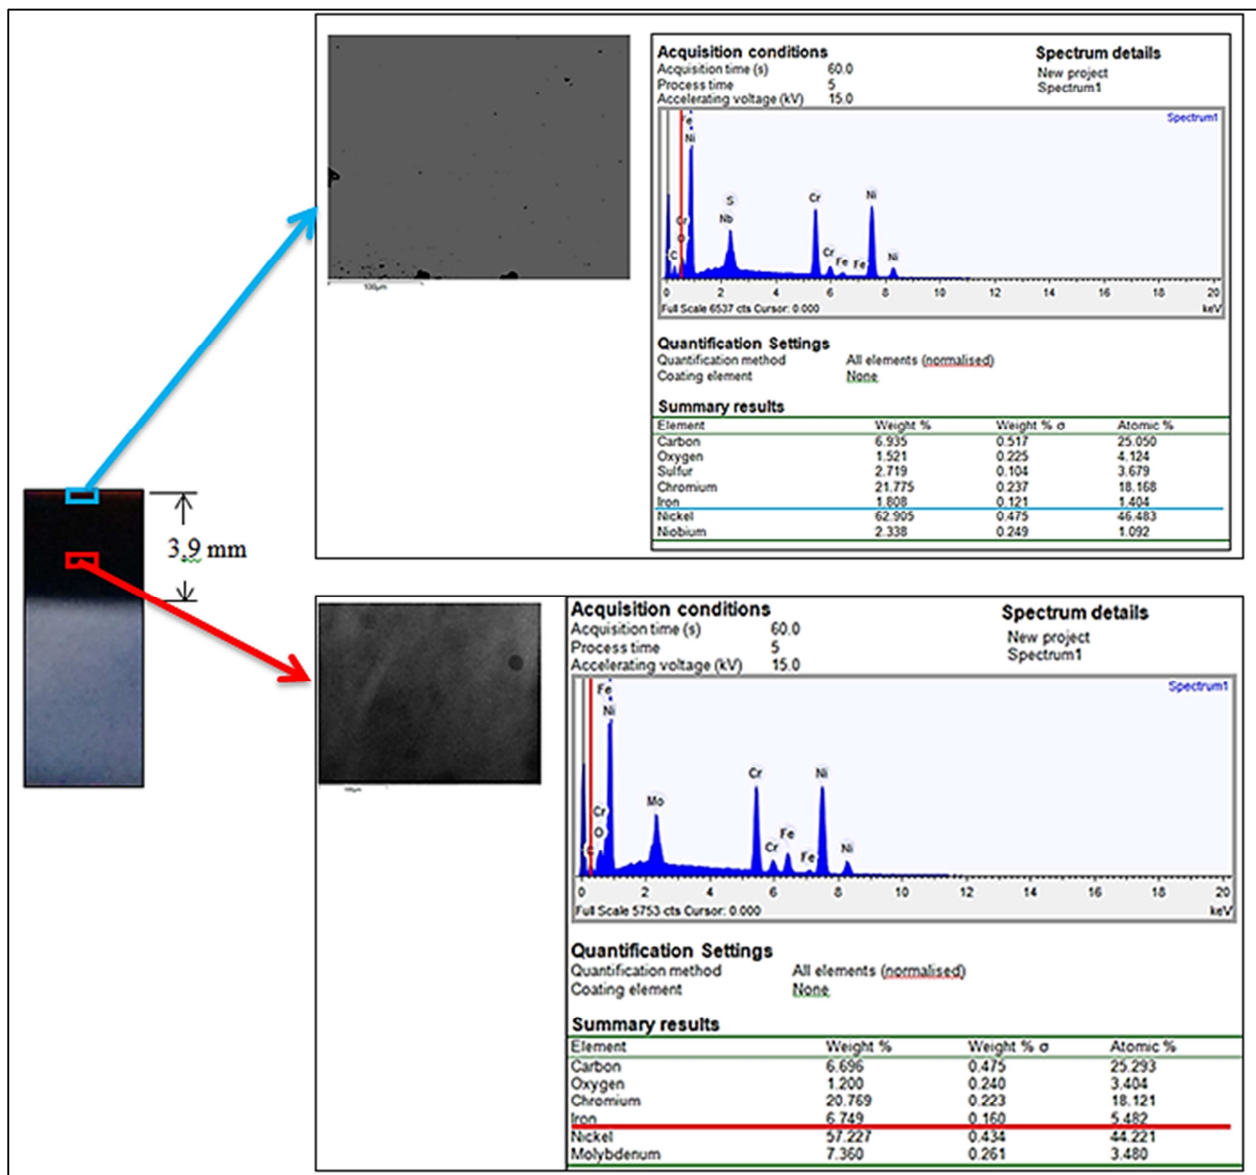 Acquisition conditions Spectrum details
Acquisition time (s) 60.0 New project
Process time 5 Spectrum1
Accelerating voltage (kV) 15.0
Spectrum1
Fe
Ni
S
Nb
Cr
Ni
Cr
O
C
Cr
Fe
Fe
Ni
0 2 4 6 8 10 12 14 16 18 20
Full Scale 6537 cts Cursor: 0.000 keV
100µm
Quantification Settings
Quantification method All elements (normalised)
Coating element None
Summary results
Element Weight % Weight % σ Atomic %
Carbon 6.935 0.517 25.050
Oxygen 1.521 0.225 4.124
Sulfur 2.719 0.104 3.679
Chromium 21.775 0.237 18.168
Iron 1.808 0.121 1.404
Nickel 62.905 0.475 46.483
Niobium 2.338 0.249 1.092
3,9 mm
Acquisition conditions Spectrum details
Acquisition time (s) 60.0 New project
Process time 5 Spectrum1
Accelerating voltage (kV) 15.0
Spectrum1
Fe
Ni
Cr
Ni
Mo
Cr
O
Cr
Fe
Fe
Ni
0 2 4 6 8 10 12 14 16 18 20
Full Scale 5753 cts Cursor: 0.000 keV
Quantification Settings
Quantification method All elements (normalised)
Coating element None
Summary results
Element Weight % Weight % σ Atomic %
Carbon 6.696 0.475 25.293
Oxygen 1.200 0.240 3.404
Chromium 20.769 0.223 18.121
Iron 6.749 0.160 5.482
Nickel 57.227 0.434 44.221
Molybdenum 7.360 0.261 3.480